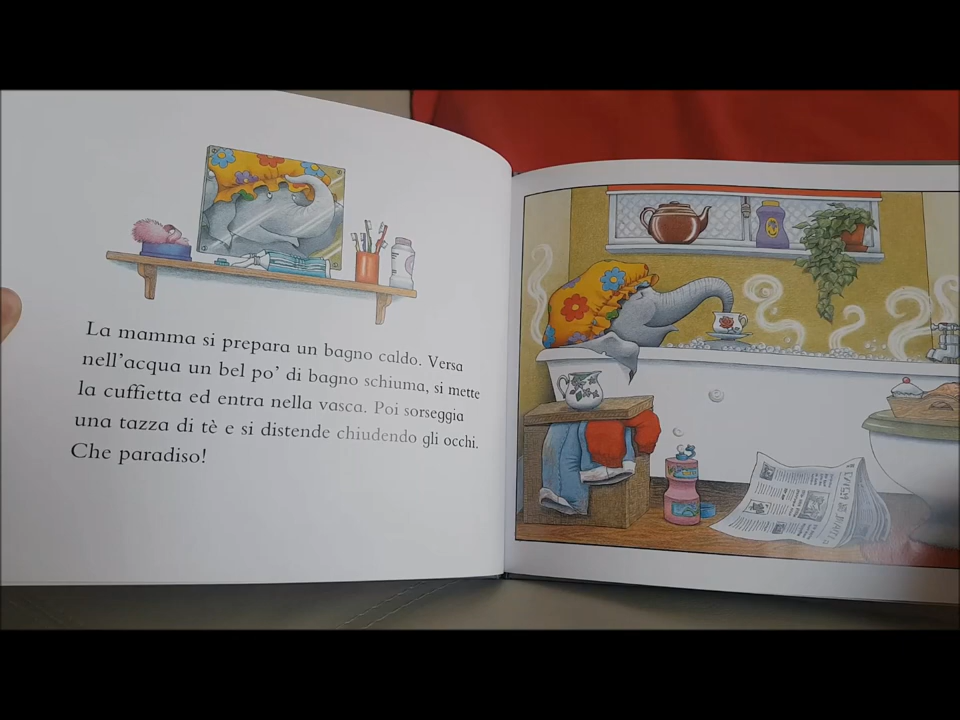 La mamma si prepara un bagno caldo. Versa
nell'acqua un bel po' di bagno schiuma, si mette
la cuffietta ed entra nella vasca. Poi sorseggia
una tazza di tè e si distende chiudendo gli occhi.
Che paradiso!